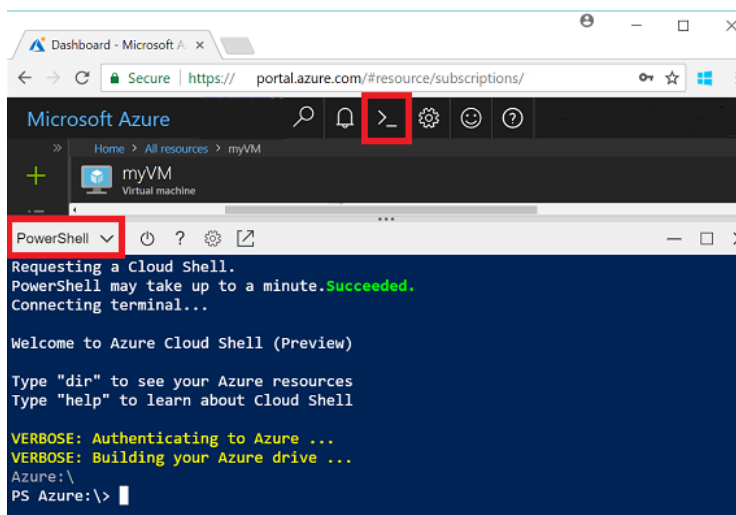 Dashboard - Microsoft A
Secure | https:// portal.azure.com/#resource/subscriptions/
Microsoft Azure
Home > All resources > myVM
myVM
Virtual machine
PowerShell
Requesting a Cloud Shell.
PowerShell may take up to a minute.Succeeded.
Connecting terminal...
Welcome to Azure Cloud Shell (Preview)
Type "dir" to see your Azure resources
Type "help" to learn about Cloud Shell
VERBOSE: Authenticating to Azure ...
VERBOSE: Building your Azure drive ...
Azure:\
PS Azure:\>